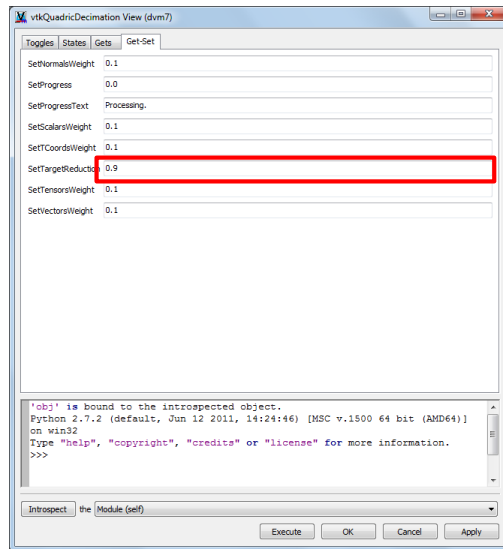 vtkQuadricDecimation View (dvm7)
Toggles States Gets Get-Set
SetNormalsWeight 0.1
SetProgress 0.0
SetProgressText Processing.
SetScalarsWeight 0.1
SetTCoordsWeight 0.1
SetTargetReduction 0.9
SetTensorsWeight 0.1
SetVectorsWeight 0.1
'obj' is bound to the introspected object.
Python 2.7.2 (default, Jun 12 2011, 14:24:46) [MSC v.1500 64 bit (AMD64)]
on win32
Type "help", "copyright", "credits" or "license" for more information.
>>>
Introspect the Module (self)
Execute OK Cancel Apply